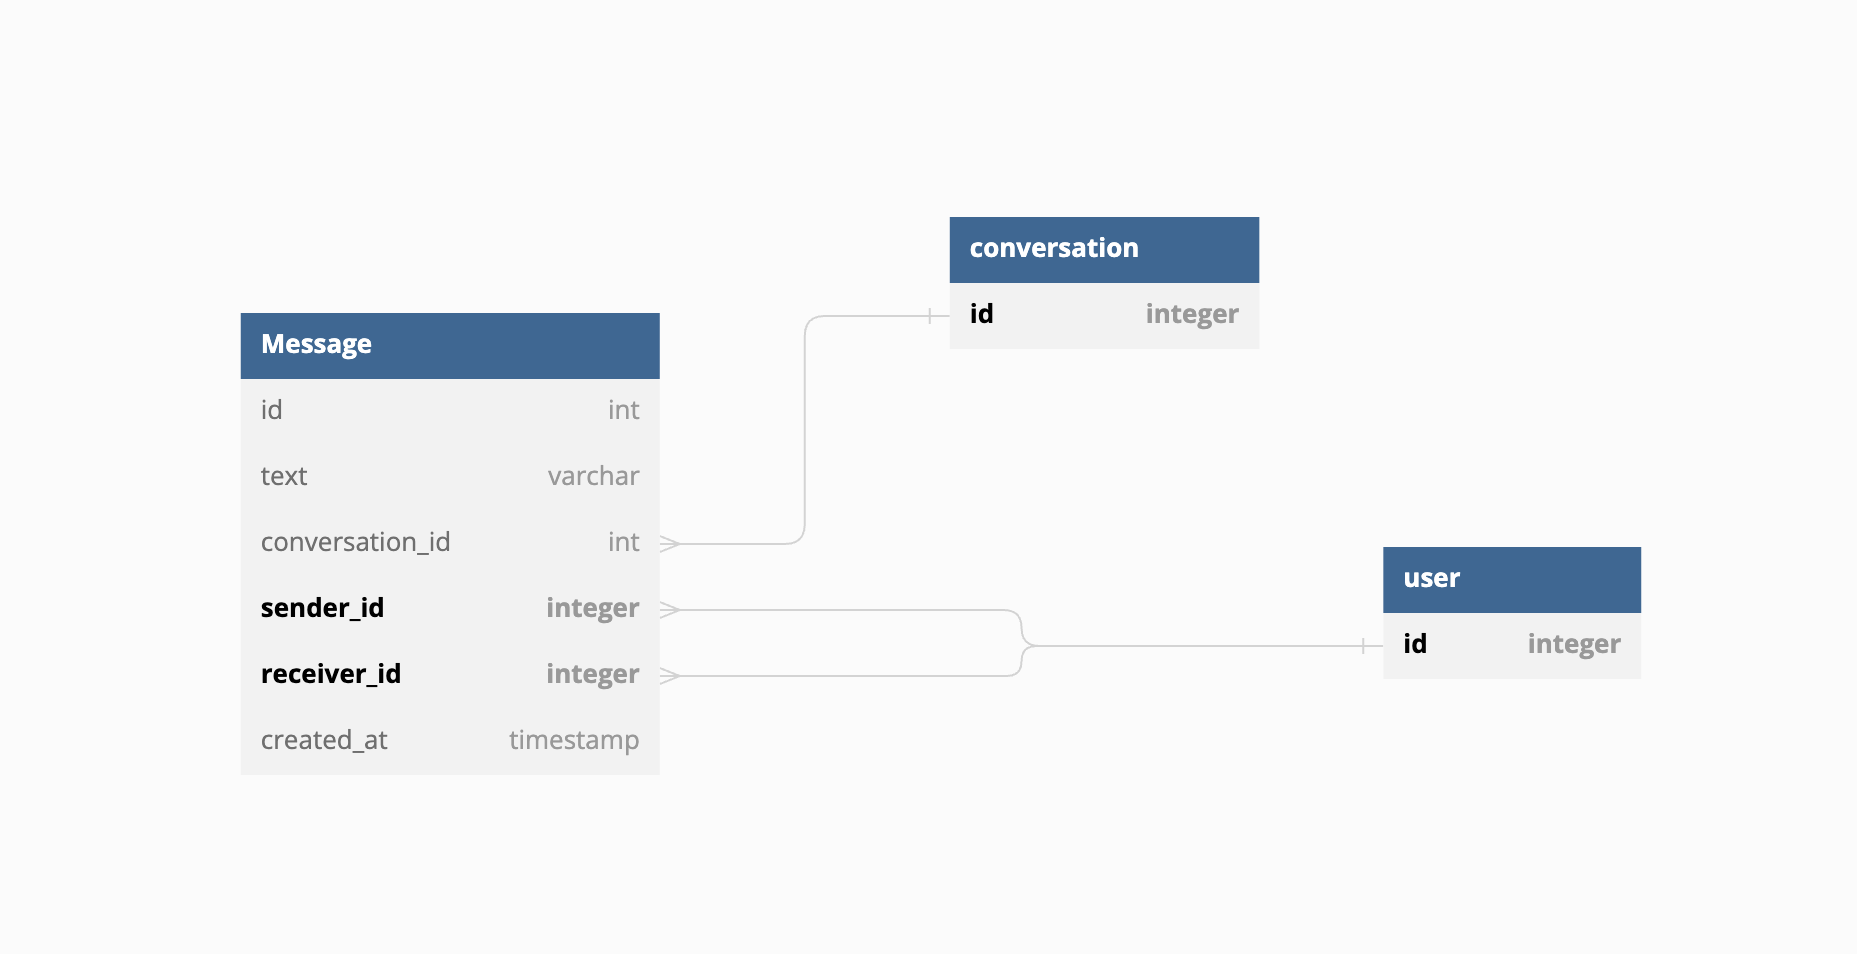 conversation
id integer
Message
id int
text varchar
conversation_id int
sender_id integer
receiver_id integer
created_at timestamp
user
id integer